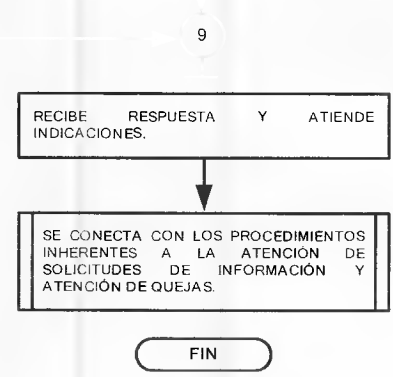 9
RECIBE RESPUESTA Y ATIENDE
INDICACIONES.
SE CONECTA CON LOS PROCEDIMIENTOS
INHERENTES A LA ATENCIÓN DE
SOLICITUDES DE INFORMACIÓN Y
ATENCIÓN DE QUEJAS.
FIN